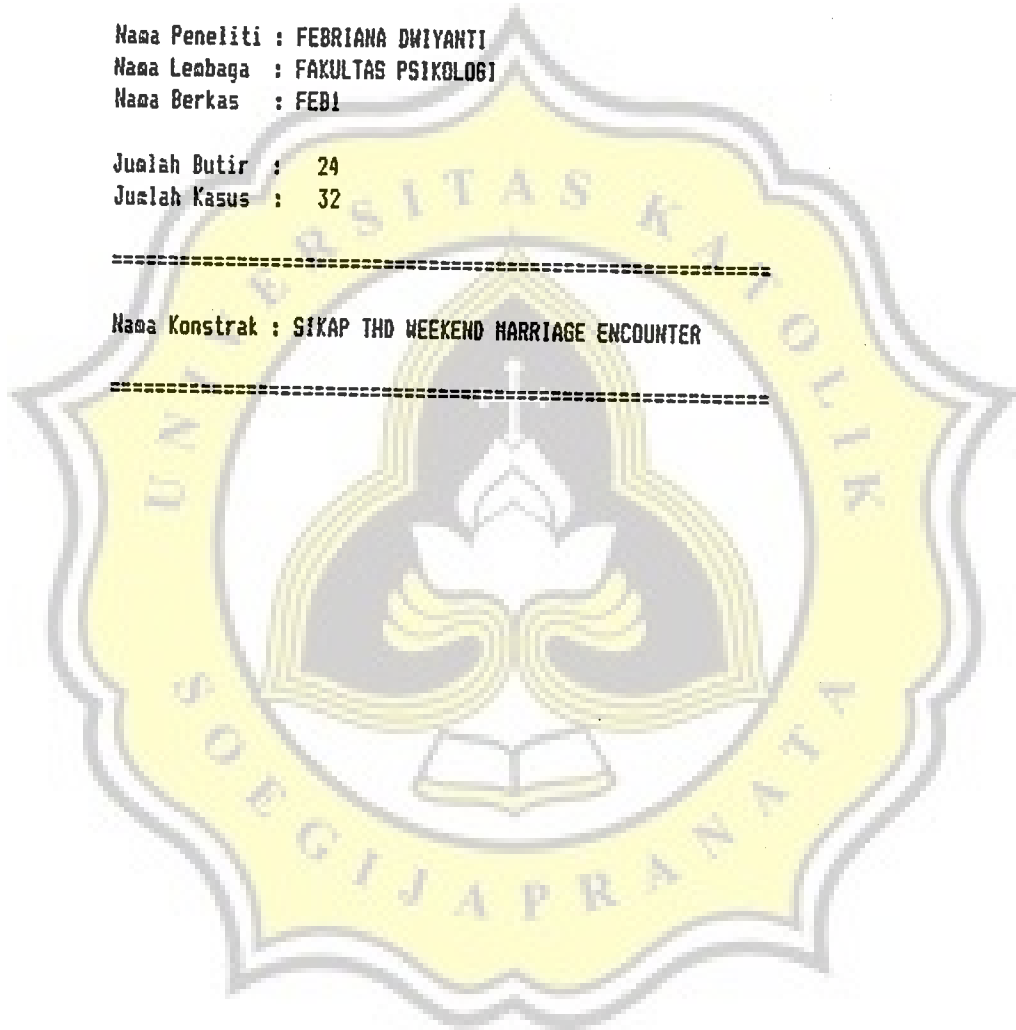 Nama Peneliti : FEBRIANA DWIYANTI
Nama Lembaga : FAKULTAS PSIKOLOGI
Nama Berkas : FEB1
Jumlah Butir : 24
Jumlah Kasus : 32
================================================
Nama Konstrak : SIKAP THD WEEKEND MARRIAGE ENCOUNTER
================================================
UNIVERSITAS KATOLIK
SOEGIJAPRANATA